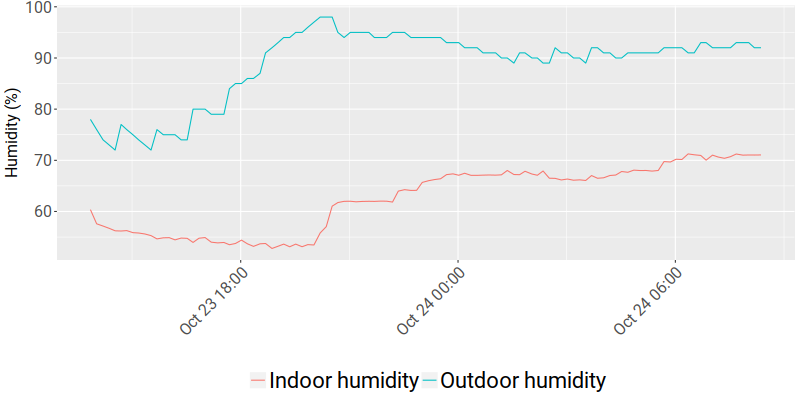 Humidity (%)
100
90
80
70
60
Oct 23 18:00
Oct 24 00:00
Oct 24 06:00
Indoor humidity
Outdoor humidity